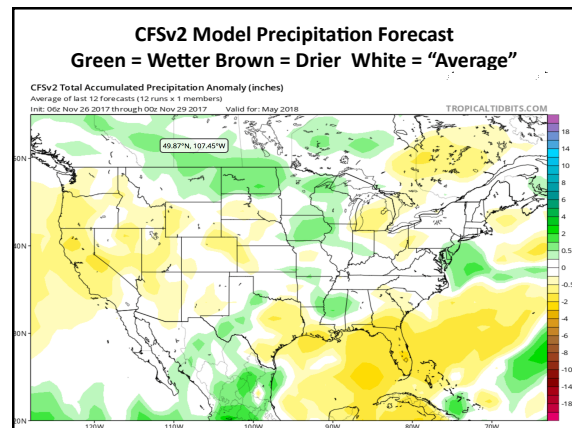 CFSv2 Model Precipitation Forecast
Green = Wetter Brown = Drier White = “Average”
CFSv2 Total Accumulated Precipitation Anomaly (inches)
Average of last 12 forecasts (12 runs x 1 members)
Init: 06z Nov 26 2017 through 00z Nov 29 2017 Valid for: May 2018
TROPICALTIDBITS.COM
49.87°N, 107.45°W
50N
40N
30N
20N
120W 110W 100W 90W 80W 70W
18
14
12
10
8
6
4
2
0.5
0
-0.5
-1
-2
-4
-6
-8
-10
-14
-18